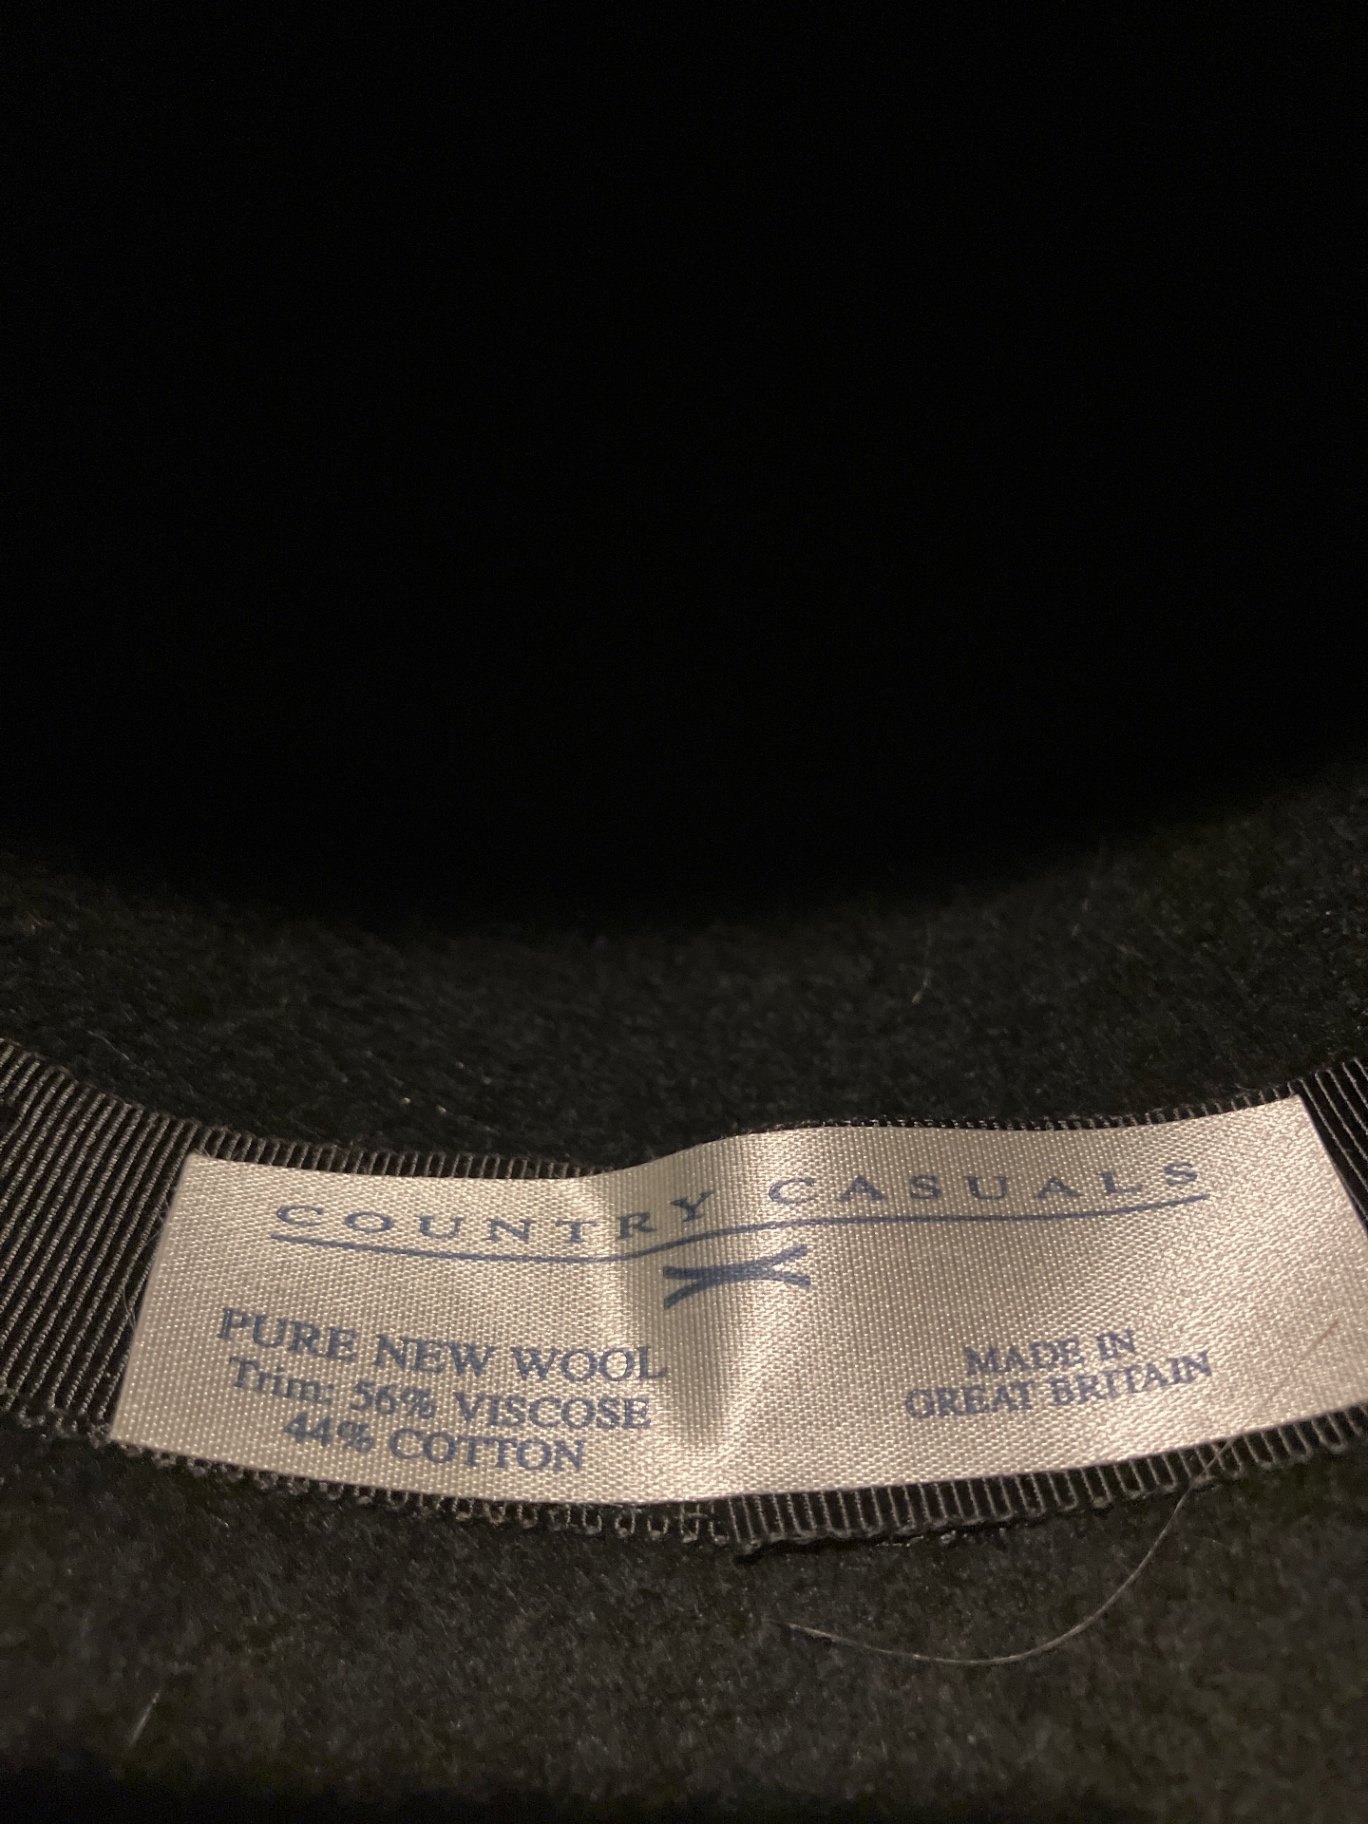 COUNTRY CASUALS
PURE NEW WOOL
Trim: 56% VISCOSE
44% COTTON
MADE IN
GREAT BRITAIN